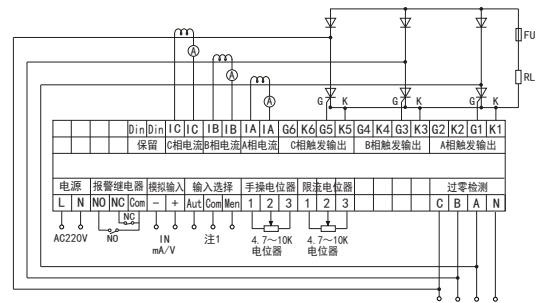 FU
RL
A
A
A
G K G K G K
Din Din IC IC IB IB IA IA G6 K6 G5 K5 G4 K4 G3 K3 G2 K2 G1 K1
保留 C相电流 B相电流 A相电流 C相触发输出 B相触发输出 A相触发输出
电源 报警继电器 模拟输入 输入选择 手操电位器 限流电位器 过零检测
L N NO NC Com － ＋ Aut Com Men 1 2 3 1 2 3 C B A N
NC
AC220V NO IN mA/V 注1 4.7～10K 电位器 4.7～10K 电位器